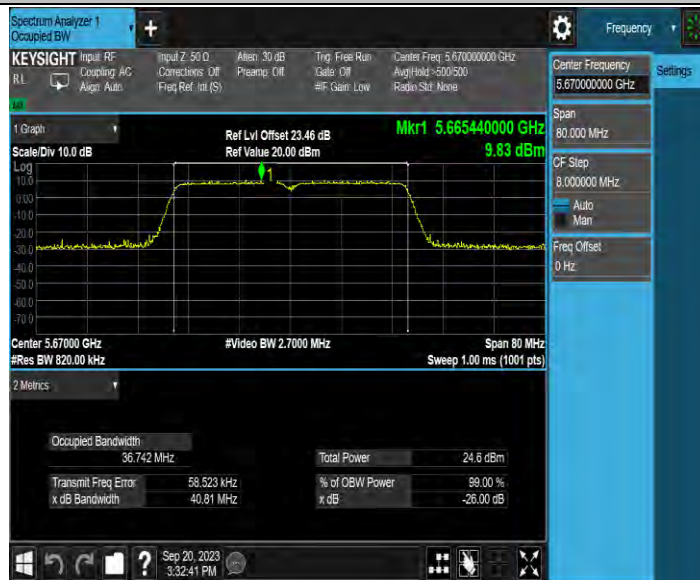 Spectrum Analyzer 1
Occupied BW
+
Frequency
KEYSIGHT Input: RF
Coupling: AC
Align: Auto
RL
Input Z: 50 Ω
Corrections: Off
Freq Ref: Int (S)
Atten: 30 dB
Preamp: Off
Trig: Free Run
Gate: Off
#IF Gain: Low
Center Freq: 5.670000000 GHz
Avg|Hold: >500/500
Radio Std: None
Center Frequency
5.670000000 GHz
Settings
Span
80.000 MHz
CF Step
8.000000 MHz
Auto
Man
Freq Offset
0 Hz
1 Graph
Scale/Div 10.0 dB
Ref Lvl Offset 23.46 dB
Ref Value 20.00 dBm
Mkr1 5.665440000 GHz
9.83 dBm
Log
10.0
0.00
-10.0
-20.0
-30.0
-40.0
-50.0
-60.0
-70.0
1
Center 5.67000 GHz
#Res BW 820.00 kHz
#Video BW 2.7000 MHz
Span 80 MHz
Sweep 1.00 ms (1001 pts)
2 Metrics
Occupied Bandwidth
36.742 MHz
Total Power 24.6 dBm
Transmit Freq Error 58.523 kHz
% of OBW Power 99.00 %
x dB Bandwidth 40.81 MHz
x dB -26.00 dB
?
Sep 20, 2023
3:32:41 PM